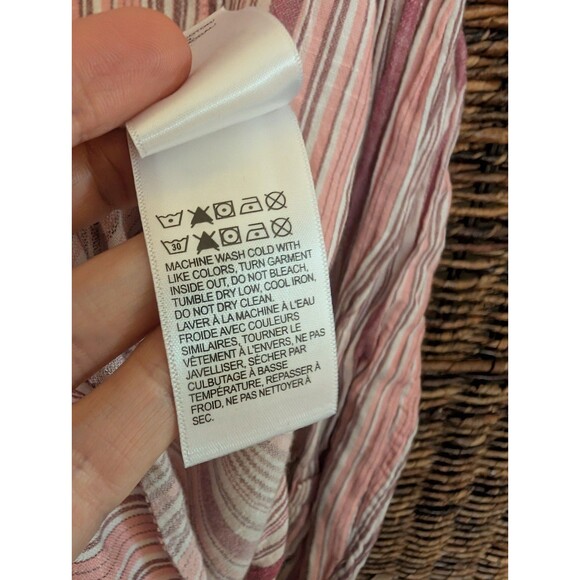 30
MACHINE WASH COLD WITH
LIKE COLORS, TURN GARMENT
INSIDE OUT, DO NOT BLEACH,
TUMBLE DRY LOW, COOL IRON,
DO NOT DRY CLEAN.
LAVER À LA MACHINE À L'EAU
FROIDE AVEC COULEURS
SIMILAIRES, TOURNER LE
VÊTEMENT À L'ENVERS, NE PAS
JAVELLISER, SÉCHER PAR
CULBUTAGE À BASSE
TEMPÉRATURE, REPASSER À
FROID, NE PAS NETTOYER À
SEC.